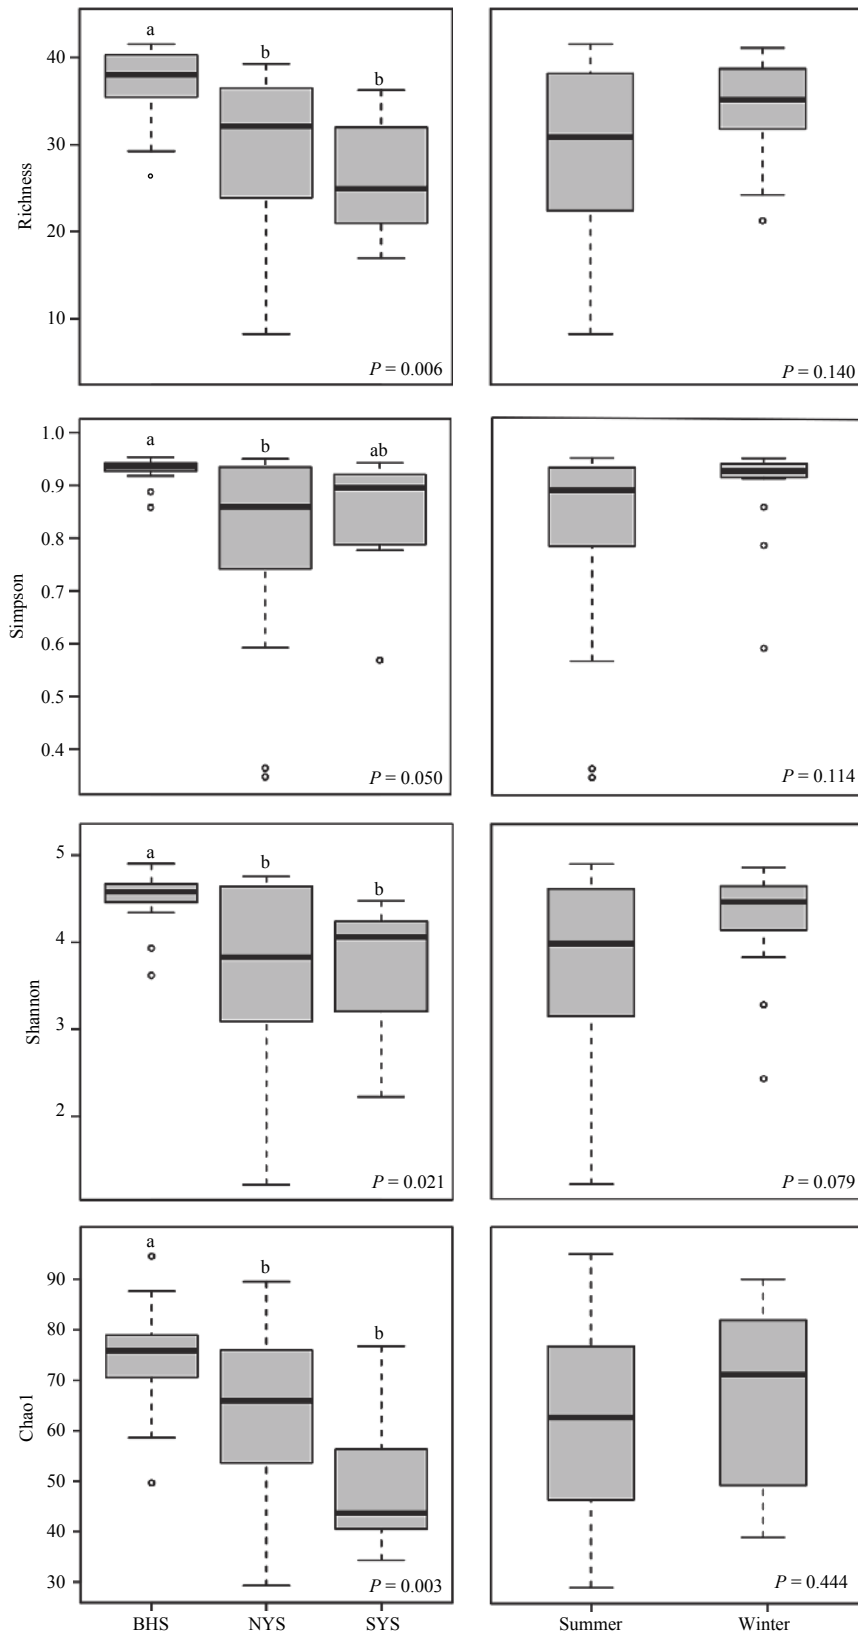 a
b
b
40
30
20
10
Richness
P = 0.006
P = 0.140
a
b
ab
1.0
0.9
0.8
0.7
0.6
0.5
0.4
Simpson
P = 0.050
P = 0.114
a
b
b
5
4
3
2
Shannon
P = 0.021
P = 0.079
a
b
b
90
80
70
60
50
40
30
Chao1
P = 0.003
P = 0.444
BHS NYS SYS Summer Winter